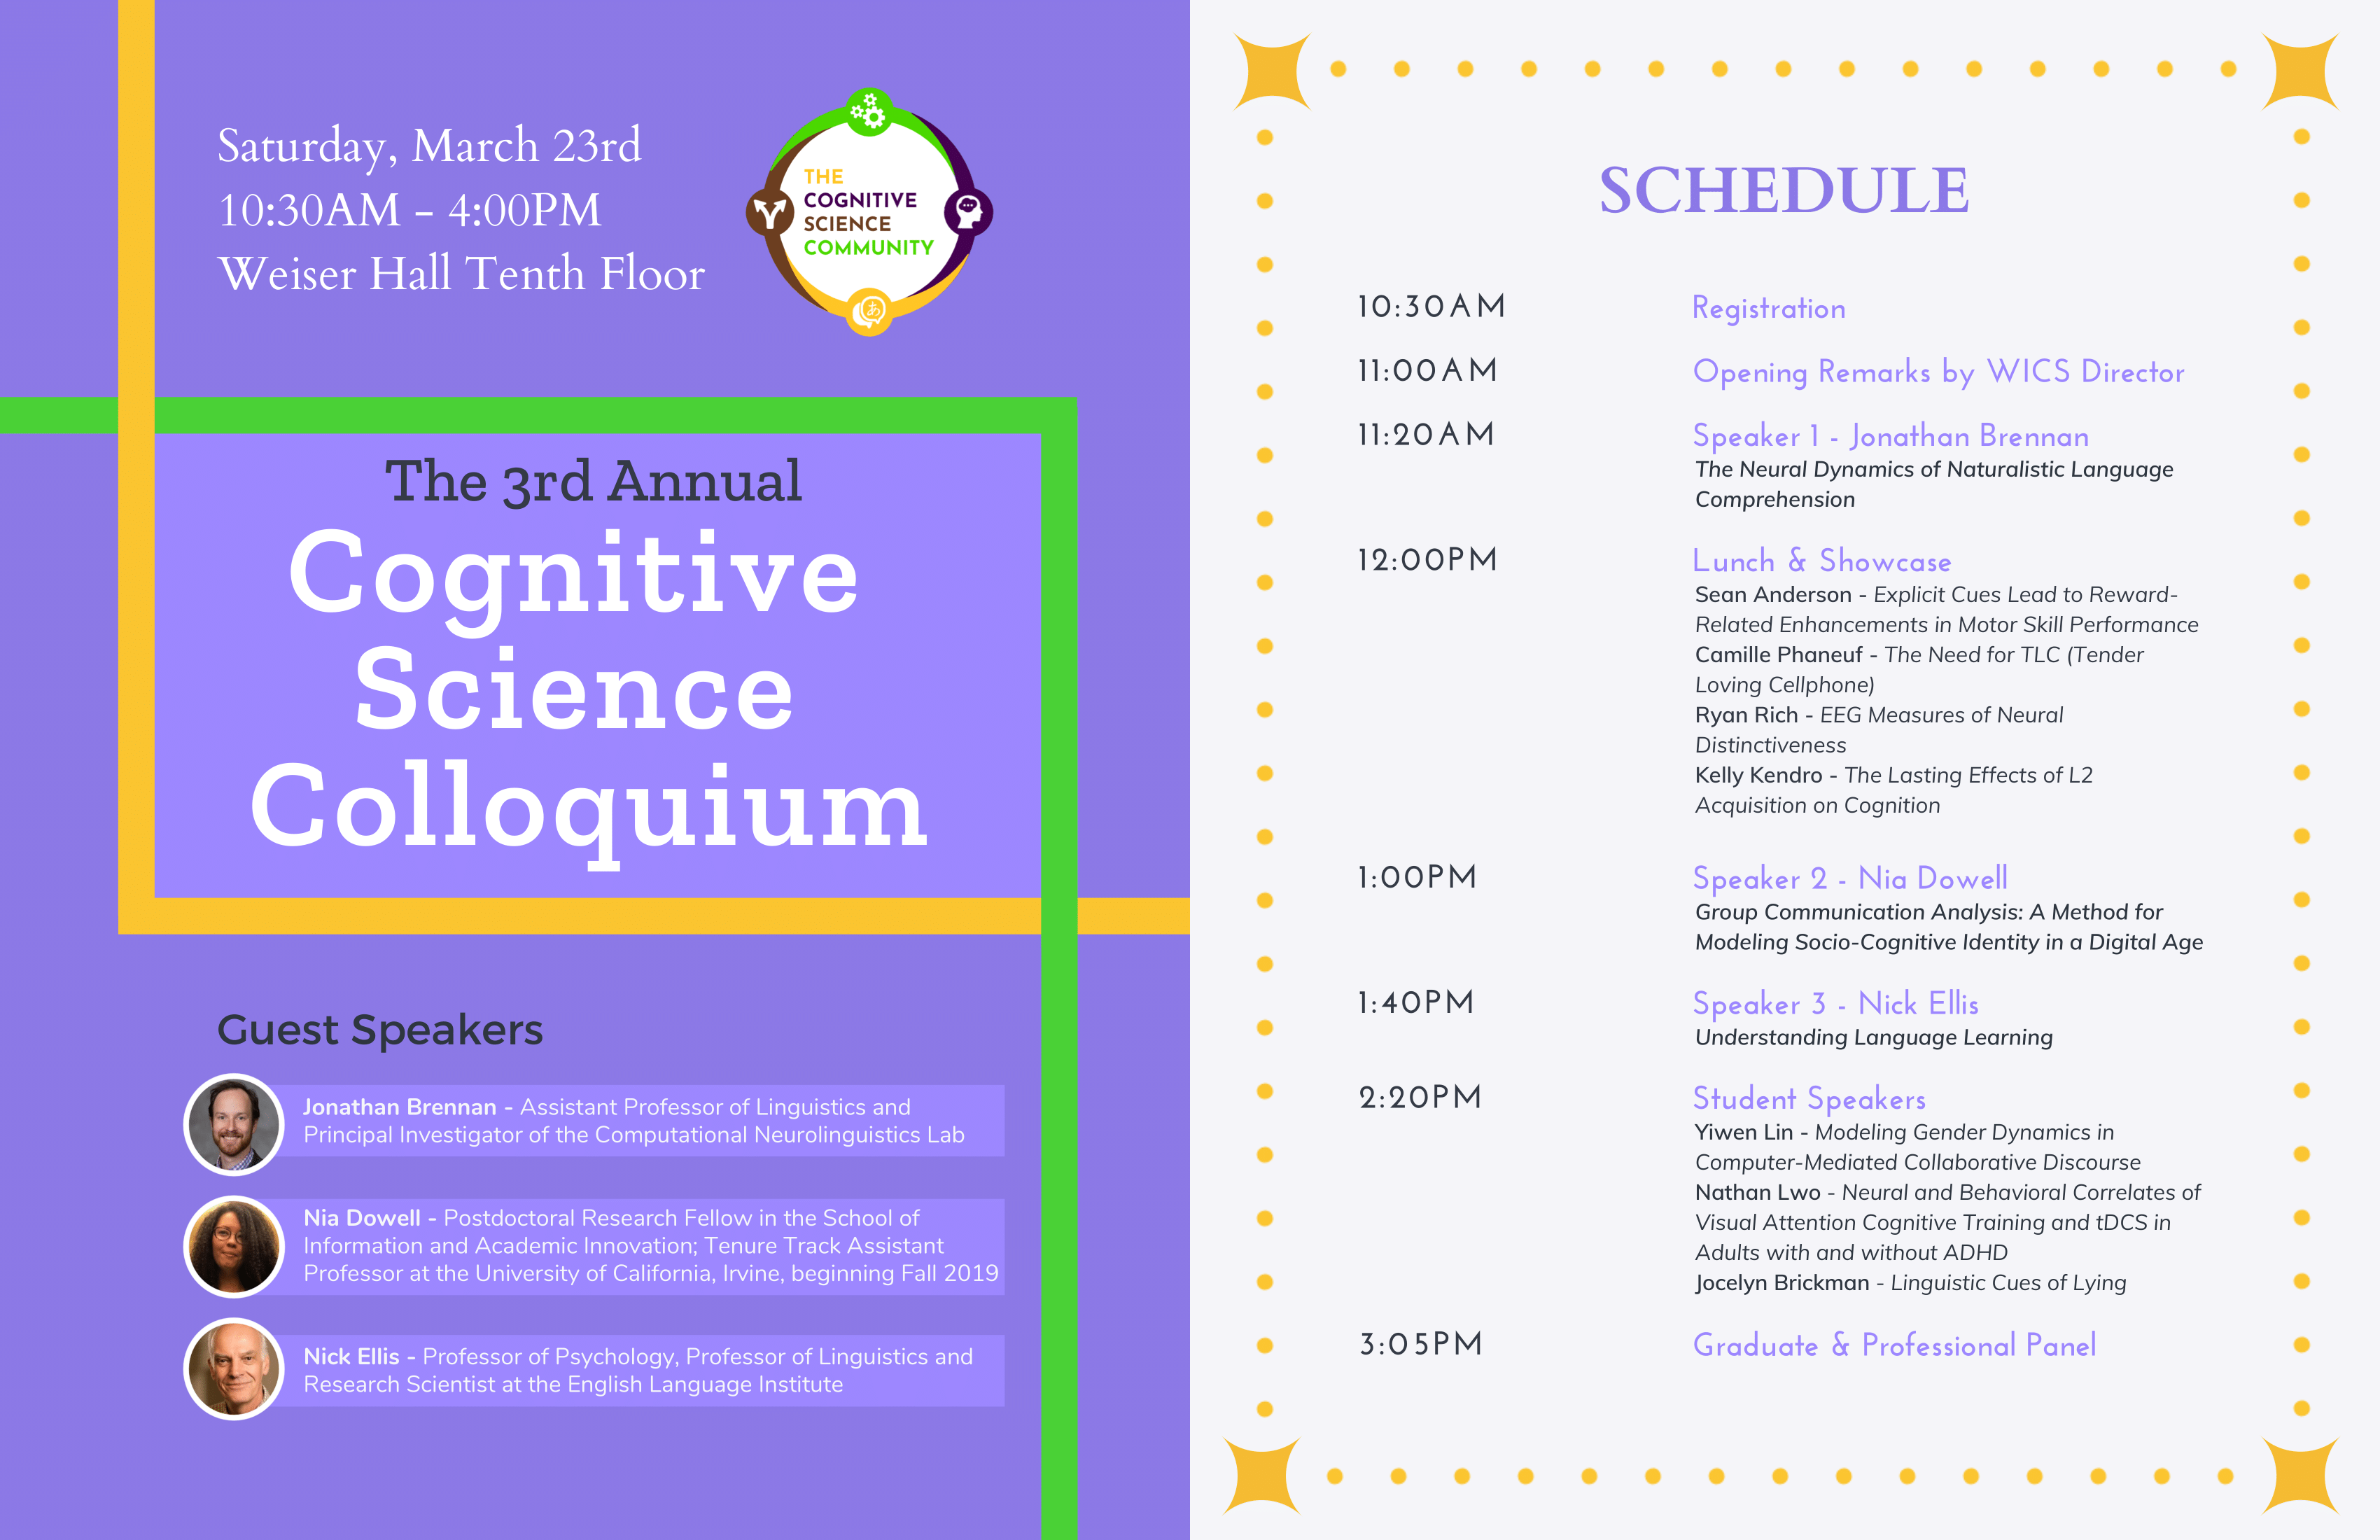 Saturday, March 23rd
10:30AM - 4:00PM
Weiser Hall Tenth Floor
THE
COGNITIVE
SCIENCE
COMMUNITY
あ
The 3rd Annual
Cognitive
Science
Colloquium
Guest Speakers
Jonathan Brennan - Assistant Professor of Linguistics and
Principal Investigator of the Computational Neurolinguistics Lab
Nia Dowell - Postdoctoral Research Fellow in the School of
Information and Academic Innovation; Tenure Track Assistant
Professor at the University of California, Irvine, beginning Fall 2019
Nick Ellis - Professor of Psychology, Professor of Linguistics and
Research Scientist at the English Language Institute
SCHEDULE
10:30AM Registration
11:00AM Opening Remarks by WICS Director
11:20AM Speaker 1 - Jonathan Brennan
The Neural Dynamics of Naturalistic Language
Comprehension
12:00PM Lunch & Showcase
Sean Anderson - Explicit Cues Lead to Reward-
Related Enhancements in Motor Skill Performance
Camille Phaneuf - The Need for TLC (Tender
Loving Cellphone)
Ryan Rich - EEG Measures of Neural
Distinctiveness
Kelly Kendro - The Lasting Effects of L2
Acquisition on Cognition
1:00PM Speaker 2 - Nia Dowell
Group Communication Analysis: A Method for
Modeling Socio-Cognitive Identity in a Digital Age
1:40PM Speaker 3 - Nick Ellis
Understanding Language Learning
2:20PM Student Speakers
Yiwen Lin - Modeling Gender Dynamics in
Computer-Mediated Collaborative Discourse
Nathan Lwo - Neural and Behavioral Correlates of
Visual Attention Cognitive Training and tDCS in
Adults with and without ADHD
Jocelyn Brickman - Linguistic Cues of Lying
3:05PM Graduate & Professional Panel